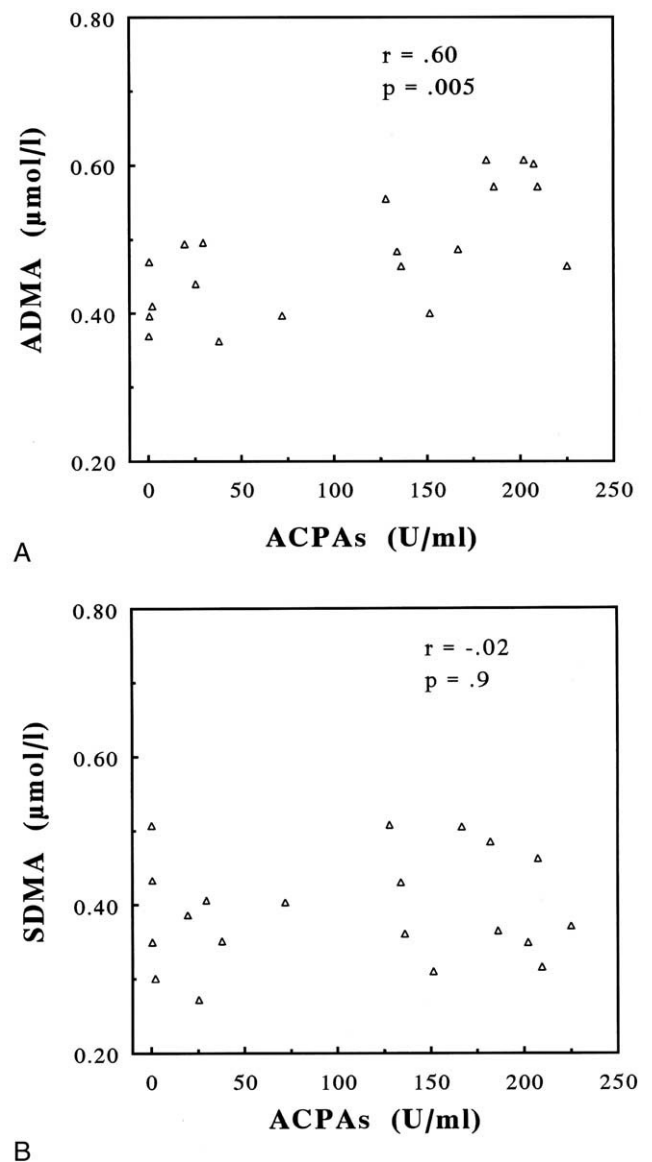 0.80
r = .60
p = .005
0.60
ADMA (μmol/l)
0.40
0.20
0 50 100 150 200 250
ACPAs (U/ml)
A
0.80
r = -.02
p = .9
0.60
SDMA (μmol/l)
0.40
0.20
0 50 100 150 200 250
ACPAs (U/ml)
B